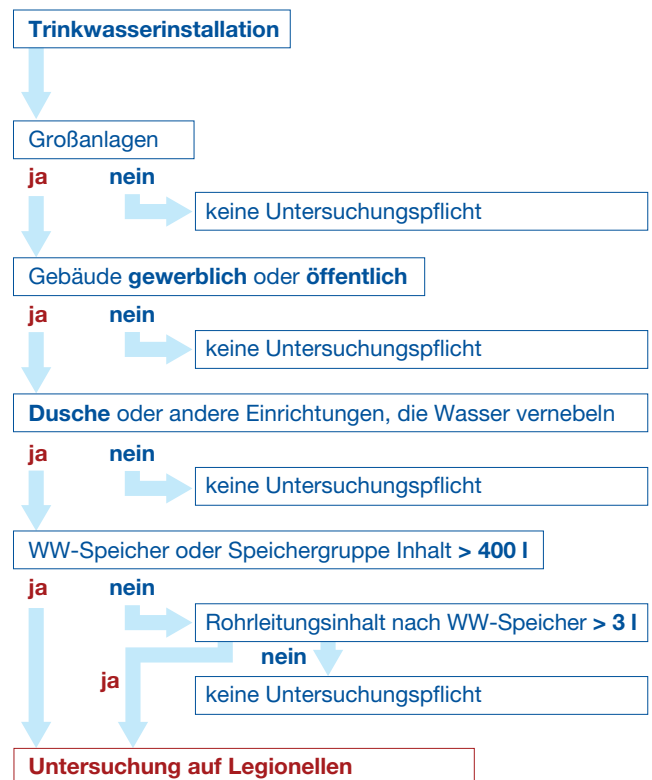 Trinkwasserinstallation
Großanlagen
ja nein
keine Untersuchungspflicht
Gebäude gewerblich oder öffentlich
ja nein
keine Untersuchungspflicht
Dusche oder andere Einrichtungen, die Wasser vernebeln
ja nein
keine Untersuchungspflicht
WW-Speicher oder Speichergruppe Inhalt > 400 l
ja nein
Rohrleitungsinhalt nach WW-Speicher > 3 l
nein
ja
keine Untersuchungspflicht
Untersuchung auf Legionellen